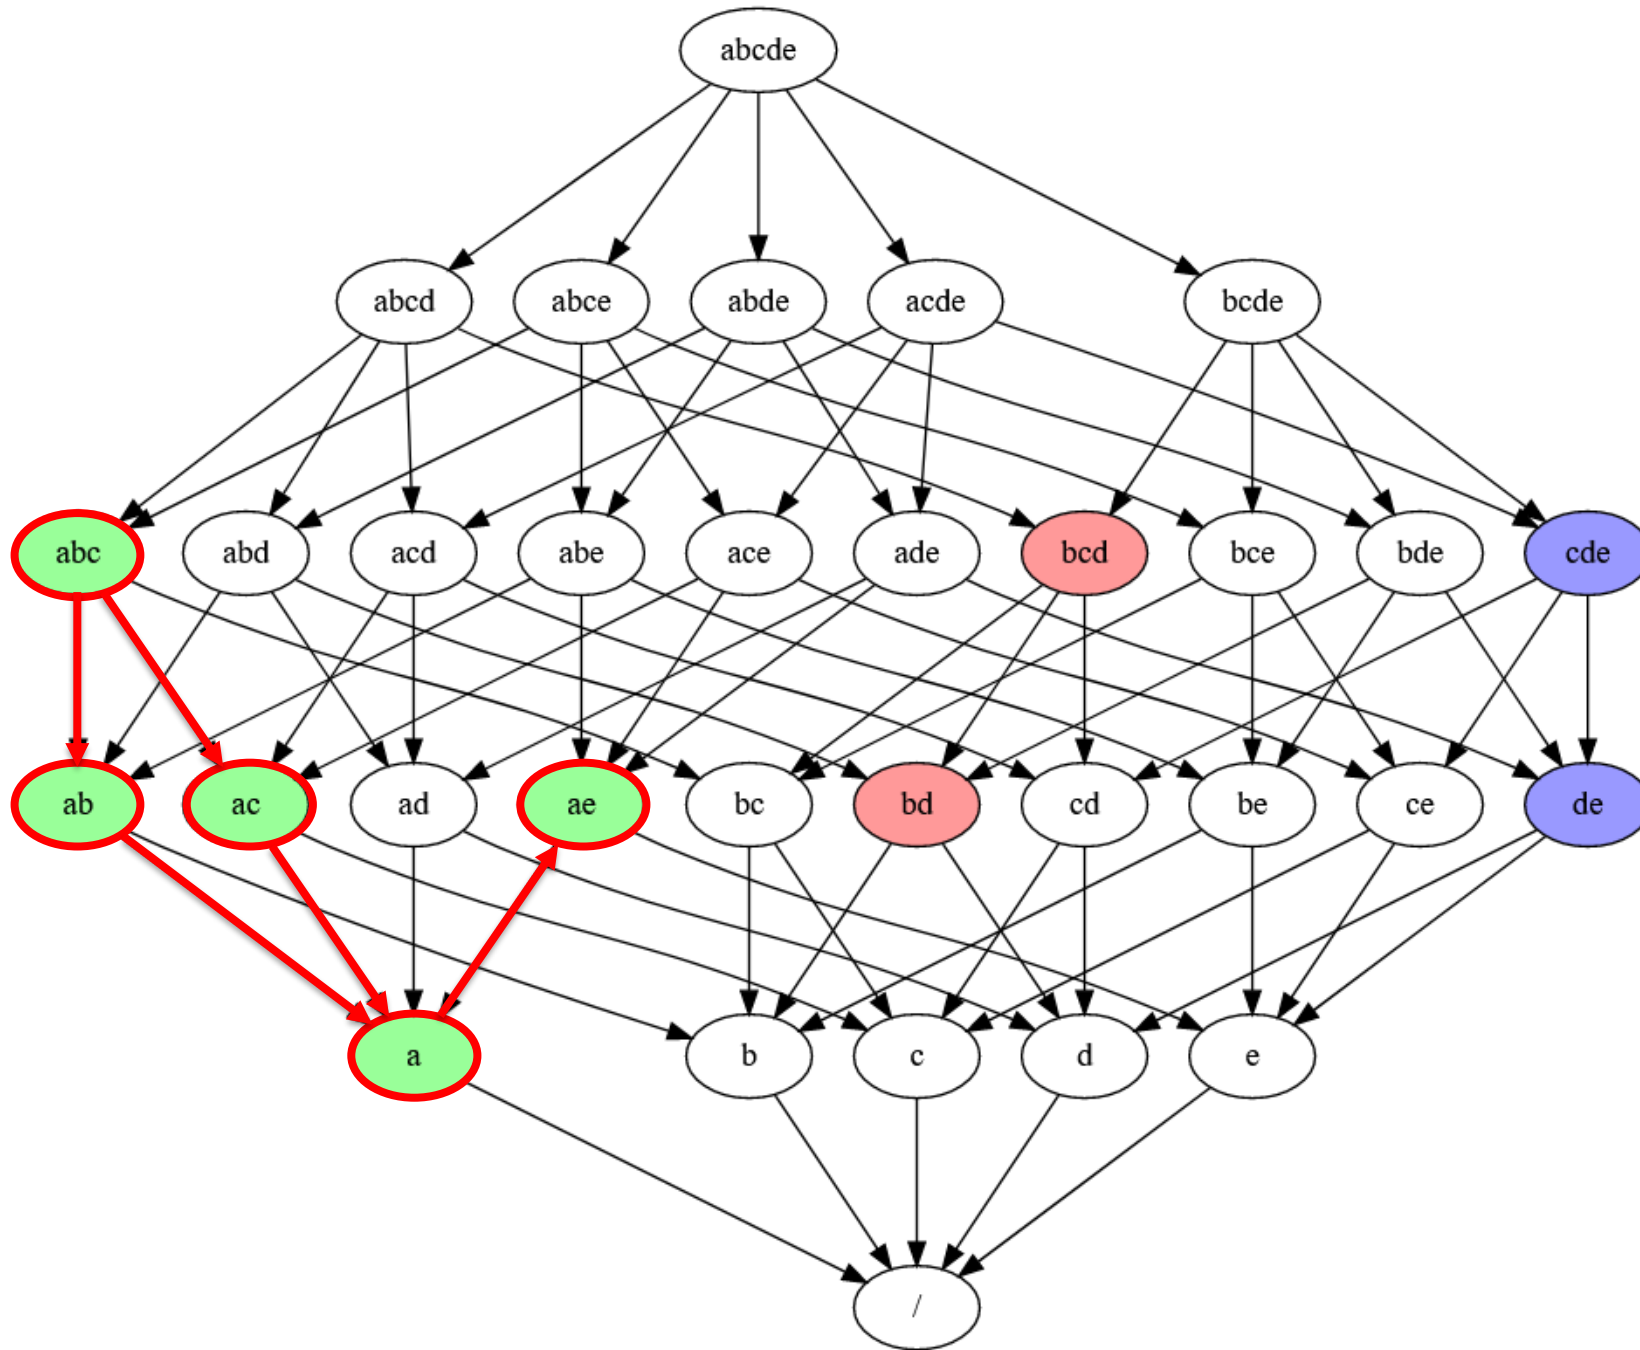 abcde
abcd abce abde acde bcde
abc abd acd abe ace ade bcd bce bde cde
ab ac ad ae bc bd cd be ce de
a b c d e
/